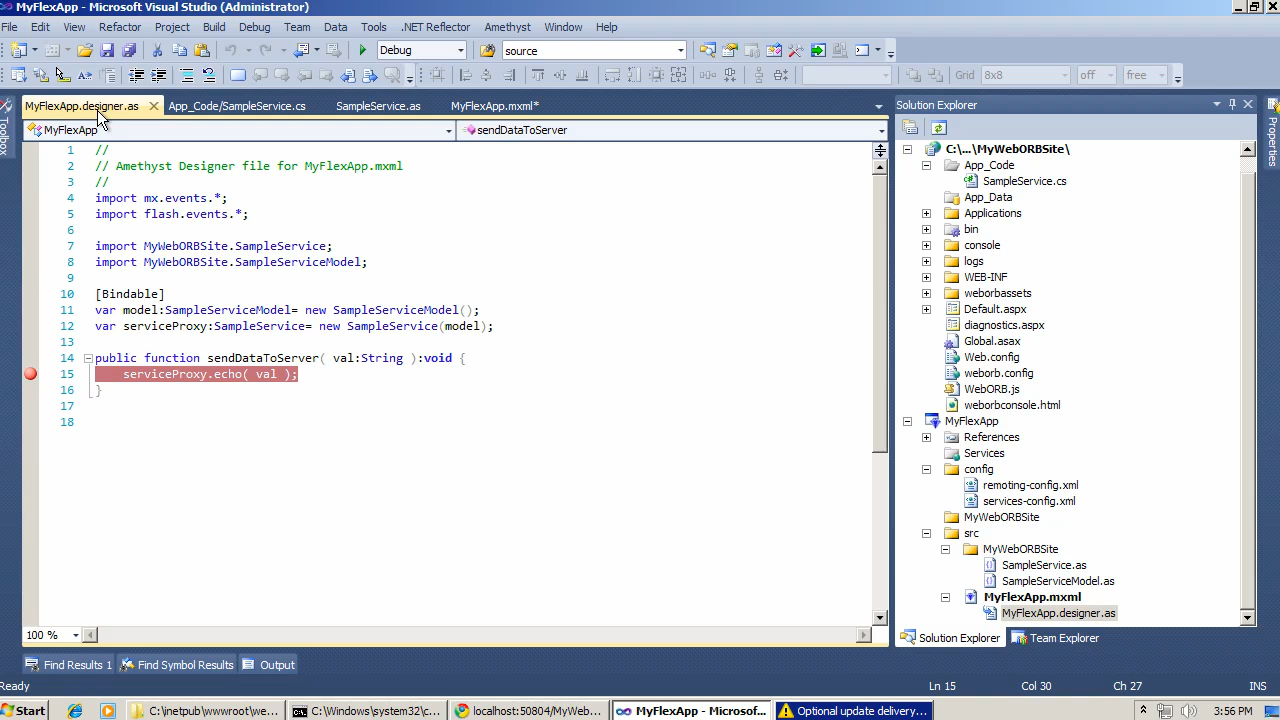 MyFlexApp - Microsoft Visual Studio (Administrator)
File Edit View Refactor Project Build Debug Team Data Tools .NET Reflector Amethyst Window Help
Debug source
Grid 8x8 off free
MyFlexApp.designer.as App_Code/SampleService.cs SampleService.as MyFlexApp.mxml*
MyFlexApp sendDataToServer
1 //
2 // Amethyst Designer file for MyFlexApp.mxml
3 //
4 import mx.events.*;
5 import flash.events.*;
6
7 import MyWebORBSite.SampleService;
8 import MyWebORBSite.SampleServiceModel;
9
10 [Bindable]
11 var model:SampleServiceModel= new SampleServiceModel();
12 var serviceProxy:SampleService= new SampleService(model);
13
14 public function sendDataToServer( val:String ):void {
15 serviceProxy.echo( val );
16 }
17
18
100 %
Toolbox
Solution Explorer
C:\...\MyWebORBSite\
App_Code
SampleService.cs
App_Data
Applications
bin
console
logs
WEB-INF
weborbassets
Default.aspx
diagnostics.aspx
Global.asax
Web.config
weborb.config
WebORB.js
weborbconsole.html
MyFlexApp
References
Services
config
remoting-config.xml
services-config.xml
MyWebORBSite
src
MyWebORBSite
SampleService.as
SampleServiceModel.as
MyFlexApp.mxml
MyFlexApp.designer.as
Solution Explorer Team Explorer
Properties
Find Results 1 Find Symbol Results Output
Ready Ln 15 Col 30 Ch 27 INS
Start C:\inetpub\wwwroot\we... C:\Windows\system32\c... localhost:50804/MyWeb... MyFlexApp - Microsoft... Optional update delivery... 3:56 PM